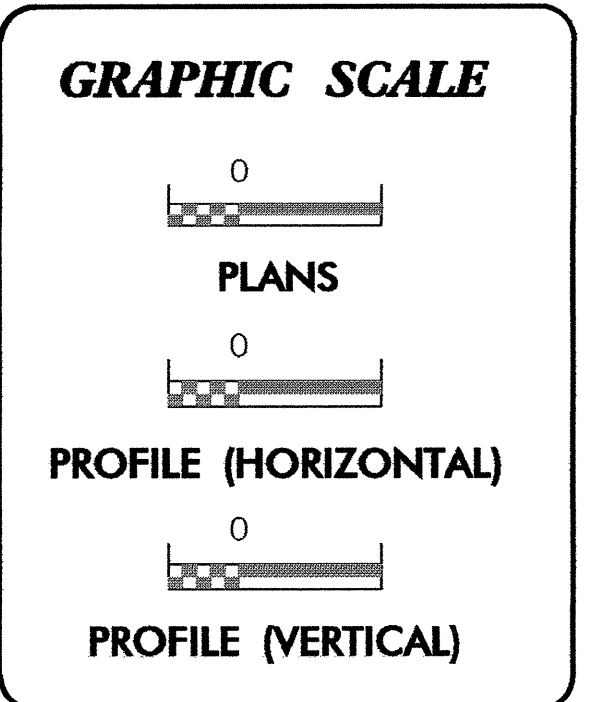 GRAPHIC SCALE
0
PLANS
0
PROFILE (HORIZONTAL)
0
PROFILE (VERTICAL)